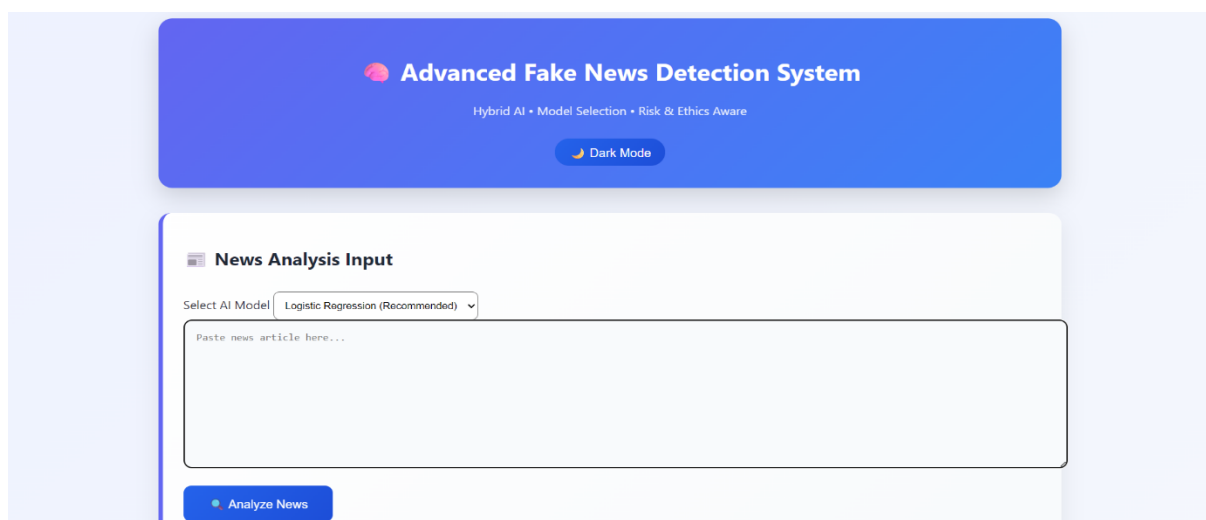 🧠 Advanced Fake News Detection System
Hybrid AI • Model Selection • Risk & Ethics Aware
🌙 Dark Mode
📰 News Analysis Input
Select AI Model Logistic Regression (Recommended)
Paste news article here...
🔍 Analyze News